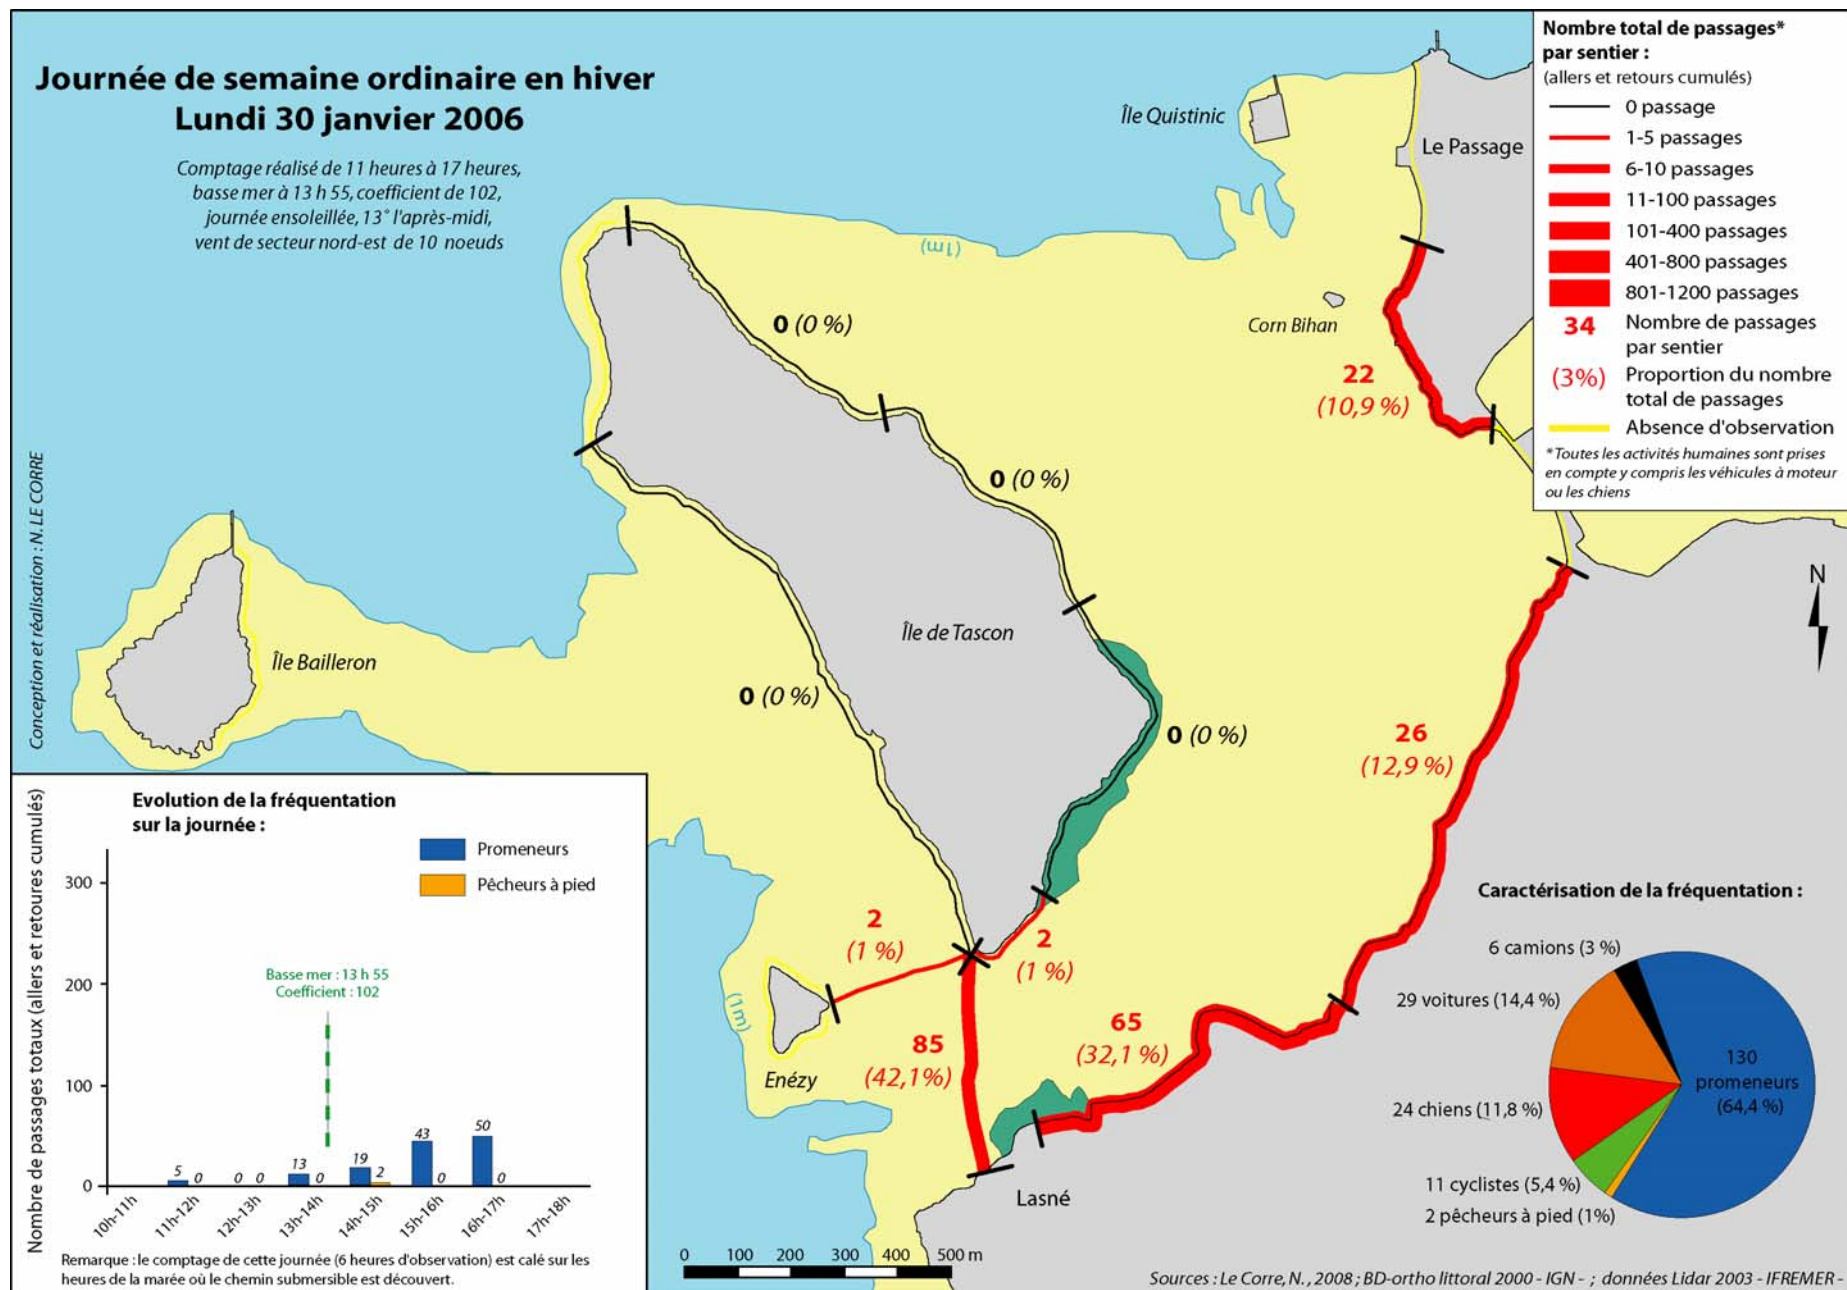 Journée de semaine ordinaire en hiver
Lundi 30 janvier 2006
Comptage réalisé de 11 heures à 17 heures,
basse mer à 13 h 55, coefficient de 102,
journée ensoleillée, 13° l'après-midi,
vent de secteur nord-est de 10 noeuds
Conception et réalisation : N. LE CORRE
Nombre total de passages*
par sentier :
(allers et retours cumulés)
0 passage
1-5 passages
6-10 passages
11-100 passages
101-400 passages
401-800 passages
801-1200 passages
34 Nombre de passages
par sentier
(3%) Proportion du nombre
total de passages
Absence d'observation
*Toutes les activités humaines sont prises
en compte y compris les véhicules à moteur
ou les chiens
Île Quistinic
Le Passage
(1m)
Corn Bihan
0 (0 %)
22
(10,9 %)
0 (0 %)
N
Île de Tascon
Île Bailleron
0 (0 %)
0 (0 %)
26
(12,9 %)
2
(1 %)
2
(1 %)
(1m)
85
(42,1%)
65
(32,1 %)
Enézy
Lasné
Evolution de la fréquentation
sur la journée :
Promeneurs
Pêcheurs à pied
Nombre de passages totaux (allers et retoures cumulés)
300
200
100
0
Basse mer : 13 h 55
Coefficient : 102
5 0 0 0 13 0 19 2 43 0 50 0
10h-11h 11h-12h 12h-13h 13h-14h 14h-15h 15h-16h 16h-17h 17h-18h
Remarque : le comptage de cette journée (6 heures d'observation) est calé sur les
heures de la marée où le chemin submersible est découvert.
Caractérisation de la fréquentation :
6 camions (3 %)
29 voitures (14,4 %)
130
promeneurs
(64,4 %)
24 chiens (11,8 %)
11 cyclistes (5,4 %)
2 pêcheurs à pied (1%)
0 100 200 300 400 500 m
Sources : Le Corre, N. , 2008 ; BD-ortho littoral 2000 - IGN - ; données Lidar 2003 - IFREMER -